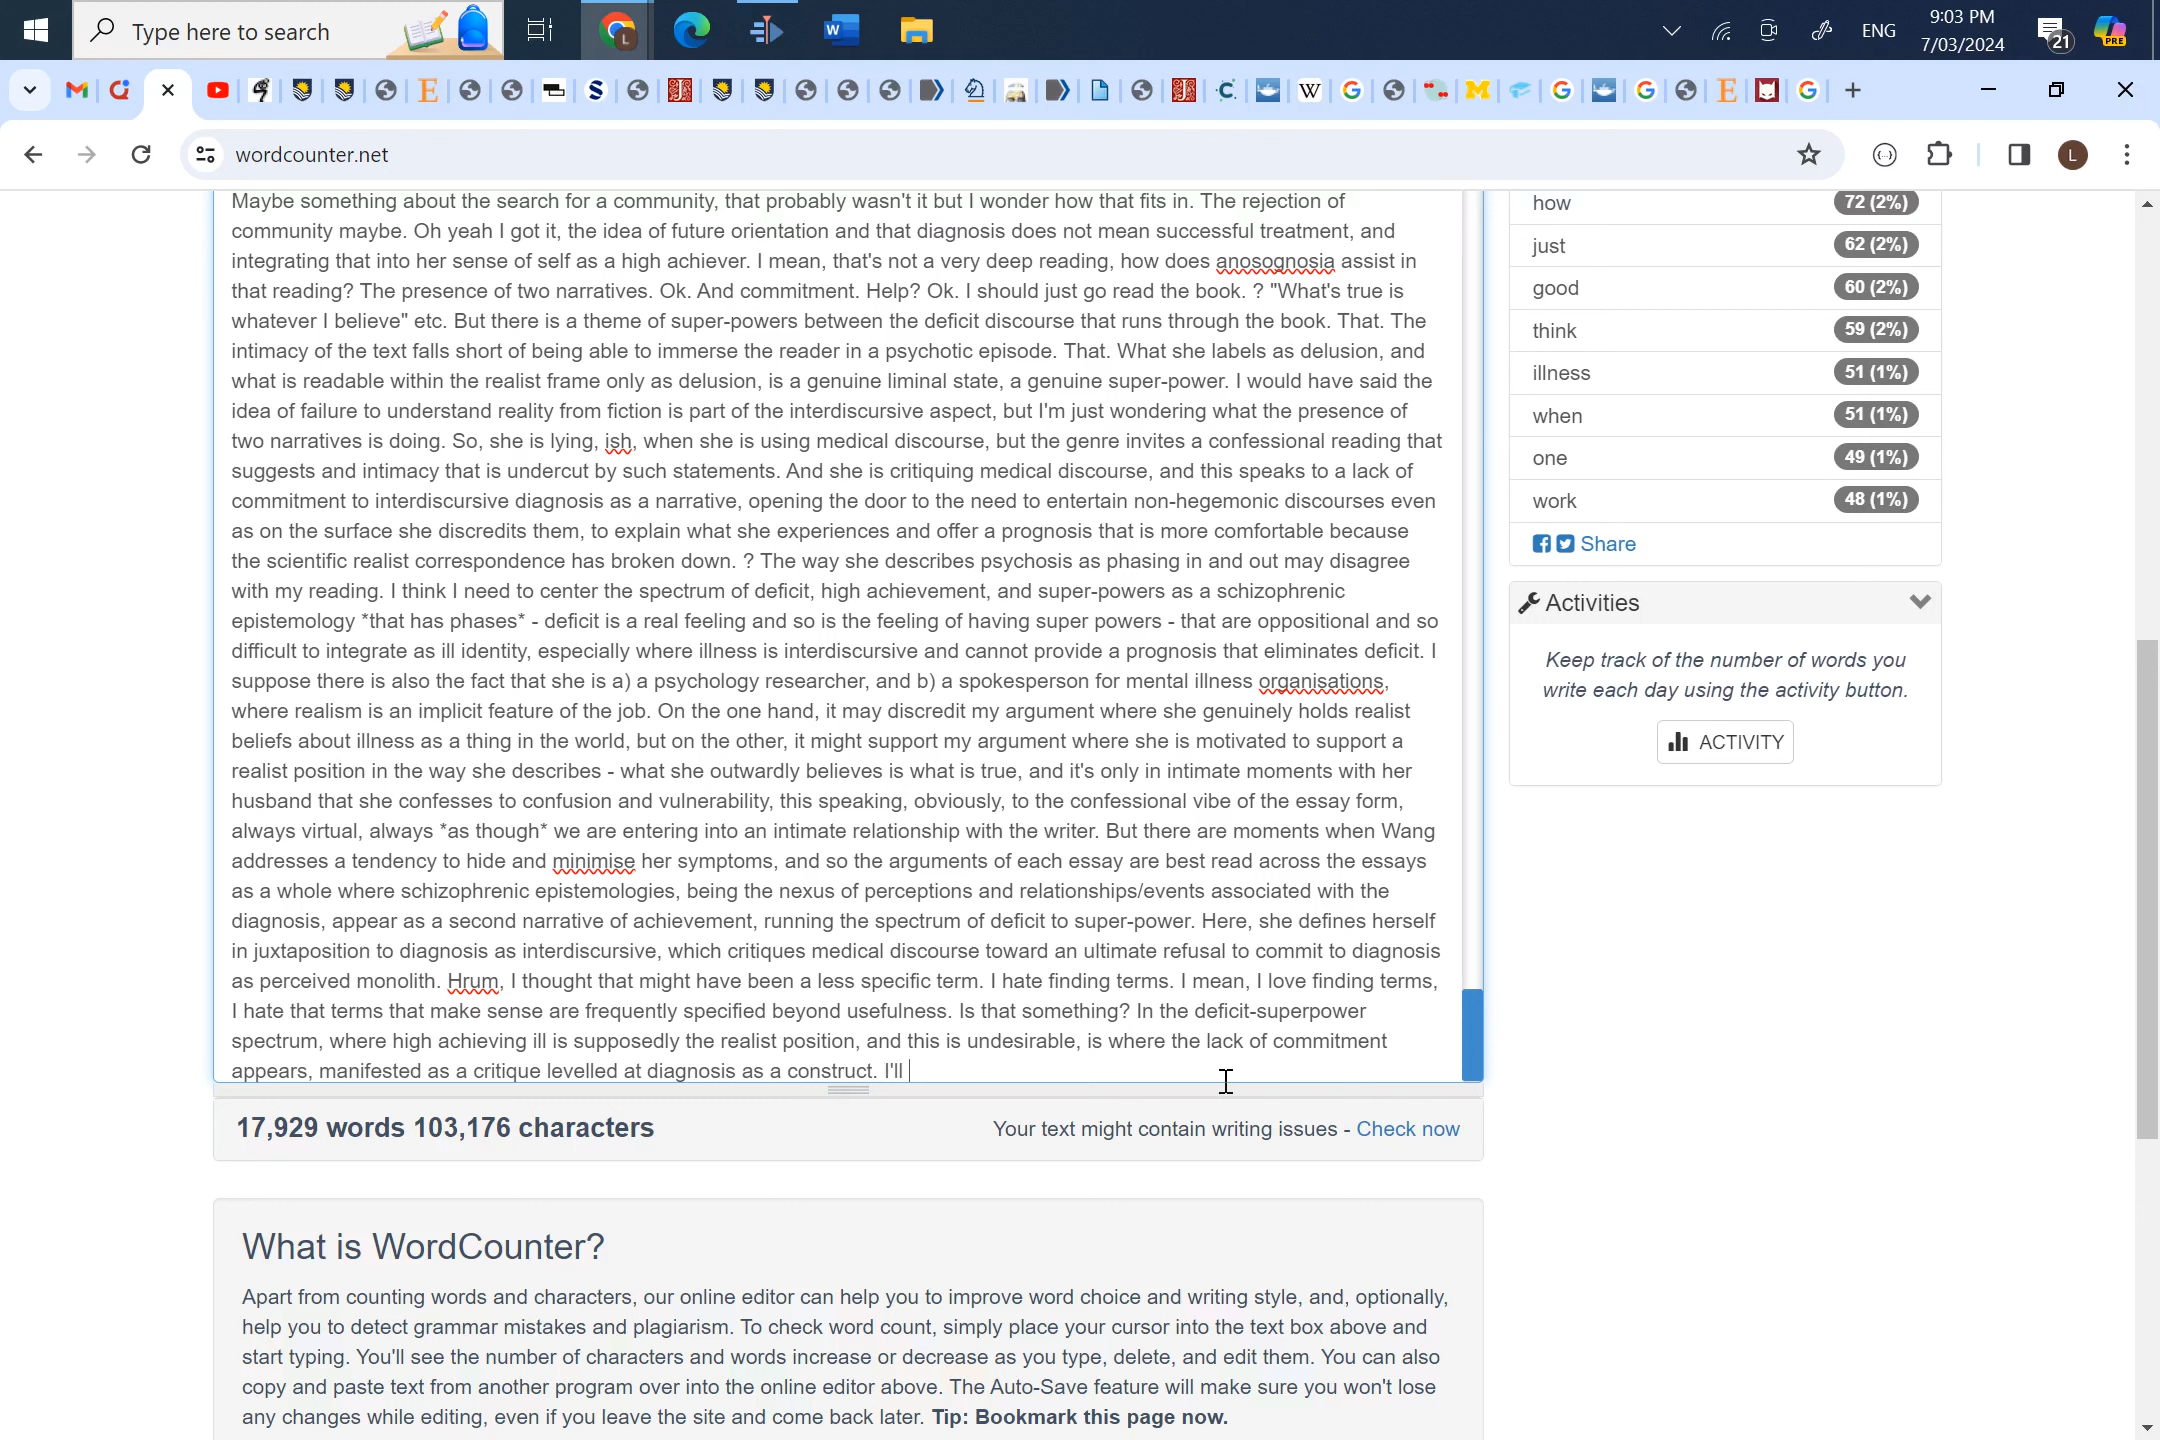 Type here to search
ENG
9:03 PM
7/03/2024
21
PRE
wordcounter.net
L
Maybe something about the search for a community, that probably wasn't it but I wonder how that fits in. The rejection of
community maybe. Oh yeah I got it, the idea of future orientation and that diagnosis does not mean successful treatment, and
integrating that into her sense of self as a high achiever. I mean, that's not a very deep reading, how does anosognosia assist in
that reading? The presence of two narratives. Ok. And commitment. Help? Ok. I should just go read the book. ? "What's true is
whatever I believe" etc. But there is a theme of super-powers between the deficit discourse that runs through the book. That. The
intimacy of the text falls short of being able to immerse the reader in a psychotic episode. That. What she labels as delusion, and
what is readable within the realist frame only as delusion, is a genuine liminal state, a genuine super-power. I would have said the
idea of failure to understand reality from fiction is part of the interdiscursive aspect, but I'm just wondering what the presence of
two narratives is doing. So, she is lying, ish, when she is using medical discourse, but the genre invites a confessional reading that
suggests and intimacy that is undercut by such statements. And she is critiquing medical discourse, and this speaks to a lack of
commitment to interdiscursive diagnosis as a narrative, opening the door to the need to entertain non-hegemonic discourses even
as on the surface she discredits them, to explain what she experiences and offer a prognosis that is more comfortable because
the scientific realist correspondence has broken down. ? The way she describes psychosis as phasing in and out may disagree
with my reading. I think I need to center the spectrum of deficit, high achievement, and super-powers as a schizophrenic
epistemology *that has phases* - deficit is a real feeling and so is the feeling of having super powers - that are oppositional and so
difficult to integrate as ill identity, especially where illness is interdiscursive and cannot provide a prognosis that eliminates deficit. I
suppose there is also the fact that she is a) a psychology researcher, and b) a spokesperson for mental illness organisations,
where realism is an implicit feature of the job. On the one hand, it may discredit my argument where she genuinely holds realist
beliefs about illness as a thing in the world, but on the other, it might support my argument where she is motivated to support a
realist position in the way she describes - what she outwardly believes is what is true, and it's only in intimate moments with her
husband that she confesses to confusion and vulnerability, this speaking, obviously, to the confessional vibe of the essay form,
always virtual, always *as though* we are entering into an intimate relationship with the writer. But there are moments when Wang
addresses a tendency to hide and minimise her symptoms, and so the arguments of each essay are best read across the essays
as a whole where schizophrenic epistemologies, being the nexus of perceptions and relationships/events associated with the
diagnosis, appear as a second narrative of achievement, running the spectrum of deficit to super-power. Here, she defines herself
in juxtaposition to diagnosis as interdiscursive, which critiques medical discourse toward an ultimate refusal to commit to diagnosis
as perceived monolith. Hrum, I thought that might have been a less specific term. I hate finding terms. I mean, I love finding terms,
I hate that terms that make sense are frequently specified beyond usefulness. Is that something? In the deficit-superpower
spectrum, where high achieving ill is supposedly the realist position, and this is undesirable, is where the lack of commitment
appears, manifested as a critique levelled at diagnosis as a construct. I'll
17,929 words 103,176 characters
Your text might contain writing issues - Check now
What is WordCounter?
Apart from counting words and characters, our online editor can help you to improve word choice and writing style, and, optionally,
help you to detect grammar mistakes and plagiarism. To check word count, simply place your cursor into the text box above and
start typing. You'll see the number of characters and words increase or decrease as you type, delete, and edit them. You can also
copy and paste text from another program over into the online editor above. The Auto-Save feature will make sure you won't lose
any changes while editing, even if you leave the site and come back later. Tip: Bookmark this page now.
how 72 (2%)
just 62 (2%)
good 60 (2%)
think 59 (2%)
illness 51 (1%)
when 51 (1%)
one 49 (1%)
work 48 (1%)
Share
Activities
Keep track of the number of words you
write each day using the activity button.
ACTIVITY